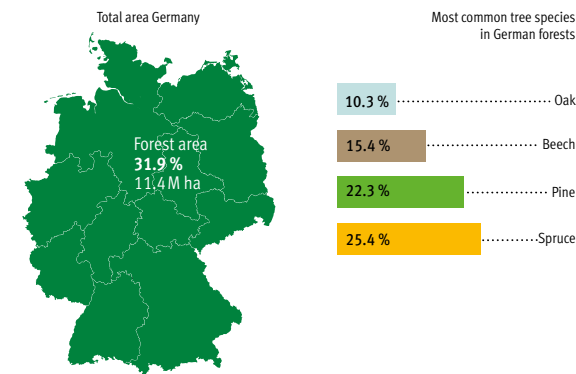 Total area Germany
Forest area
31.9 %
11,4 M ha
Most common tree species
in German forests
10.3 % Oak
15.4 % Beech
22.3 % Pine
25.4 % Spruce